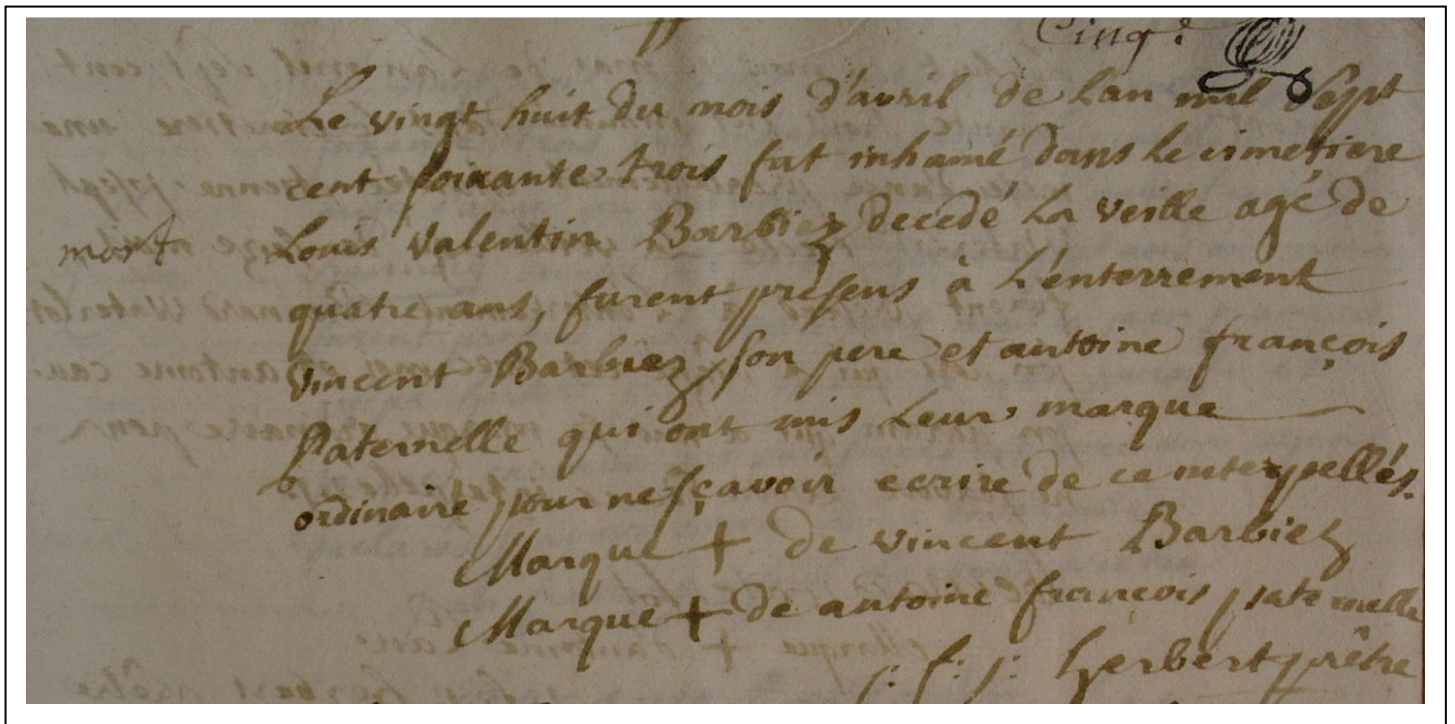 Cinq.
Le vingt huit du mois d'avril de Lan mil Sept
cent soixante trois fut inhumé dans le cimetiere
mort Louis Valentin Barbiez decedé La veille agé de
quatre ans, furent presens à L'enterrement
vincent Barbiez son pere et antoine françois
Paternelle qui ont mis Leur marque
ordinaire pour ne sçavoir ecrire de ce interpellés.
Marque + de vincent Barbiez
Marque + de antoine francois paternelle
j: f: j: herbert prêtre